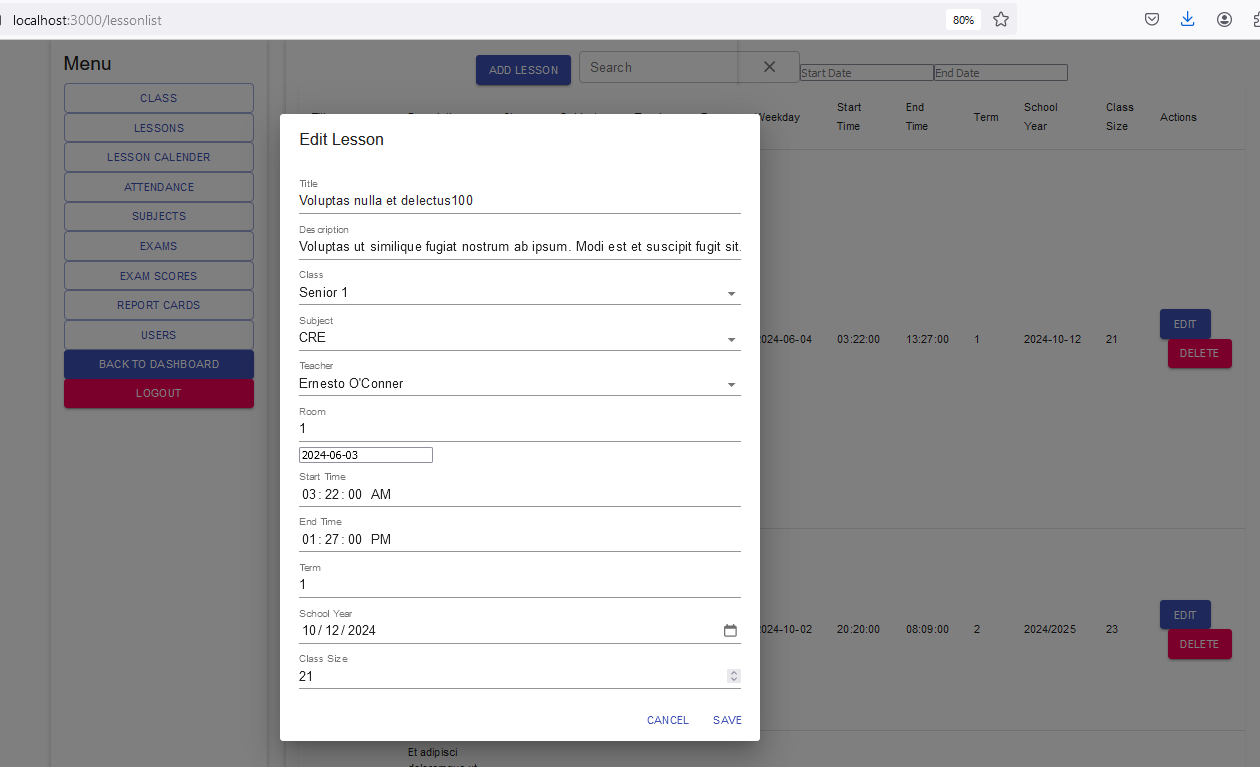 localhost:3000/lessonlist
80%
Menu
CLASS
LESSONS
LESSON CALENDER
ATTENDANCE
SUBJECTS
EXAMS
EXAM SCORES
REPORT CARDS
USERS
BACK TO DASHBOARD
LOGOUT
ADD LESSON
Search
Start Date
End Date
Weekday
Start Time
End Time
Term
School Year
Class Size
Actions
Edit Lesson
Title
Voluptas nulla et delectus100
Description
Voluptas ut similique fugiat nostrum ab ipsum. Modi est et suscipit fugit sit.
Class
Senior 1
Subject
CRE
Teacher
Ernesto O'Conner
Room
1
2024-06-03
Start Time
03:22:00 AM
End Time
01:27:00 PM
Term
1
School Year
10/12/2024
Class Size
21
CANCEL
SAVE
2024-06-04
03:22:00
13:27:00
1
2024-10-12
21
EDIT
DELETE
2024-10-02
20:20:00
08:09:00
2
2024/2025
23
EDIT
DELETE
Et adipisci